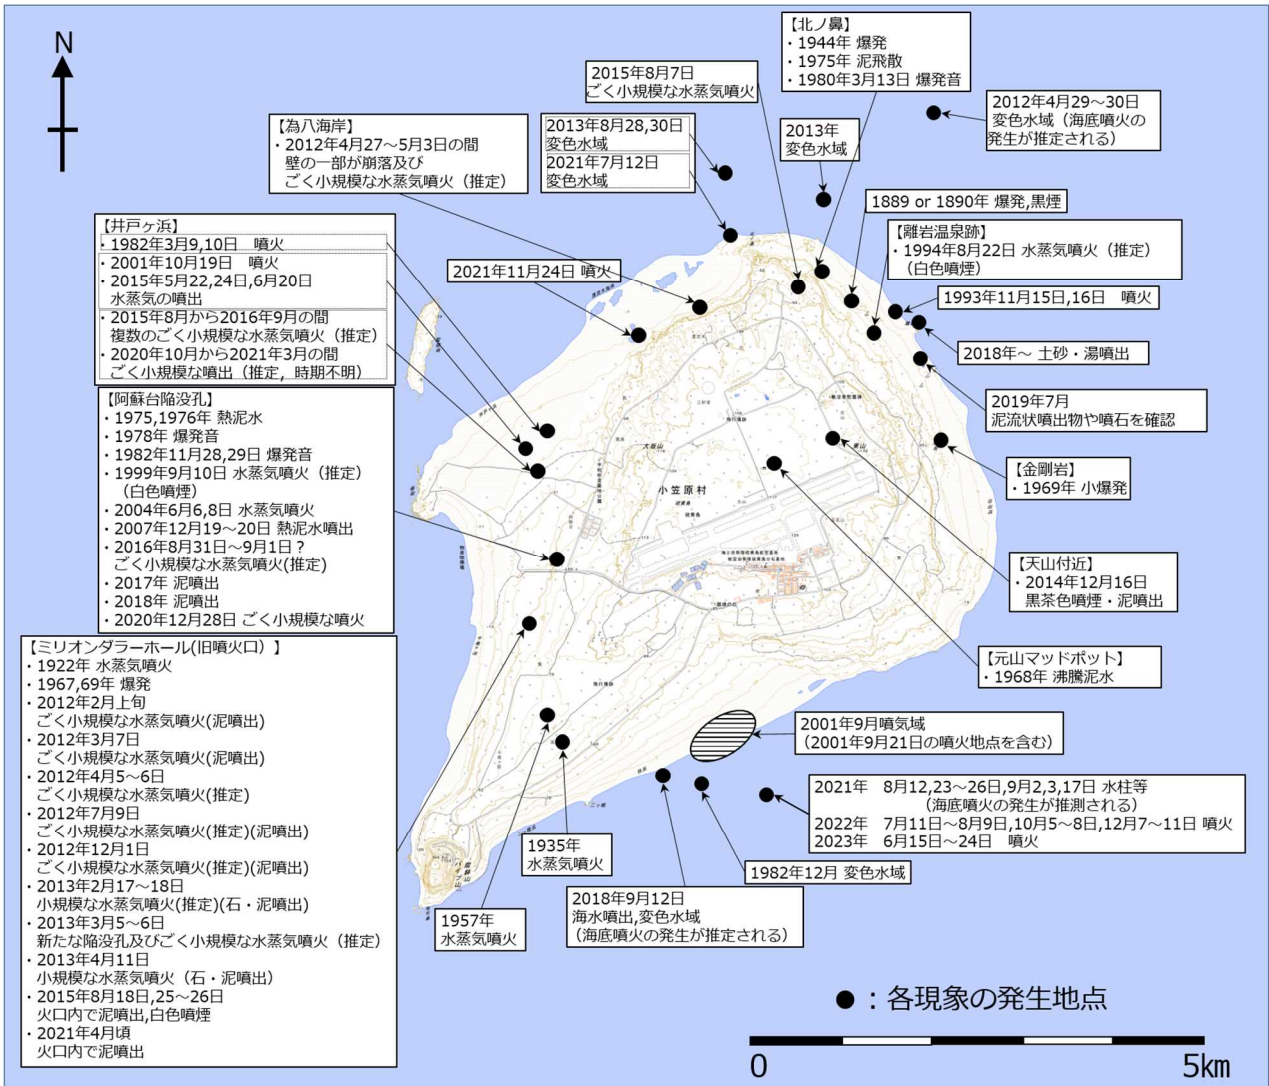 N
【北ノ鼻】
・1944年 爆発
・1975年 泥飛散
・1980年3月13日 爆発音
2015年8月7日
ごく小規模な水蒸気噴火
2012年4月29～30日
変色水域（海底噴火の
発生が推定される）
【為八海岸】
・2012年4月27～5月3日の間
壁の一部が崩落及び
ごく小規模な水蒸気噴火（推定）
2013年8月28,30日
変色水域
2021年7月12日
変色水域
2013年
変色水域
1889 or 1890年 爆発,黒煙
【離岩温泉跡】
・1994年8月22日 水蒸気噴火（推定）
（白色噴煙）
【井戸ヶ浜】
・1982年3月9,10日　噴火
・2001年10月19日　噴火
・2015年5月22,24日,6月20日
水蒸気の噴出
・2015年8月から2016年9月の間
複数のごく小規模な水蒸気噴火（推定）
・2020年10月から2021年3月の間
ごく小規模な噴出（推定，時期不明）
2021年11月24日 噴火
1993年11月15日,16日　噴火
2018年～ 土砂・湯噴出
2019年7月
泥流状噴出物や噴石を確認
【阿蘇台陥没孔】
・1975,1976年 熱泥水
・1978年 爆発音
・1982年11月28,29日 爆発音
・1999年9月10日 水蒸気噴火（推定）
（白色噴煙）
・2004年6月6,8日 水蒸気噴火
・2007年12月19～20日 熱泥水噴出
・2016年8月31日～9月1日？
ごく小規模な水蒸気噴火(推定)
・2017年 泥噴出
・2018年 泥噴出
・2020年12月28日 ごく小規模な噴火
大阪山
東山
小笠原村
硫黄島
【金剛岩】
・1969年 小爆発
【天山付近】
・2014年12月16日
黒茶色噴煙・泥噴出
【元山マッドポット】
・1968年 沸騰泥水
【ミリオンダラーホール(旧噴火口）】
・1922年 水蒸気噴火
・1967,69年 爆発
・2012年2月上旬
ごく小規模な水蒸気噴火(泥噴出)
・2012年3月7日
ごく小規模な水蒸気噴火(泥噴出)
・2012年4月5～6日
ごく小規模な水蒸気噴火(推定)
・2012年7月9日
ごく小規模な水蒸気噴火(推定)(泥噴出)
・2012年12月1日
ごく小規模な水蒸気噴火(推定)(泥噴出)
・2013年2月17～18日
小規模な水蒸気噴火(推定)(石・泥噴出)
・2013年3月5～6日
新たな陥没孔及びごく小規模な水蒸気噴火（推定）
・2013年4月11日
小規模な水蒸気噴火（石・泥噴出）
・2015年8月18日,25～26日
火口内で泥噴出,白色噴煙
・2021年4月頃
火口内で泥噴出
2001年9月噴気域
（2001年9月21日の噴火地点を含む）
2021年　8月12,23～26日,9月2,3,17日 水柱等
（海底噴火の発生が推測される）
2022年　7月11日～8月9日,10月5～8日,12月7～11日 噴火
2023年　6月15日～24日　噴火
1935年
水蒸気噴火
1982年12月 変色水域
2018年9月12日
海水噴出,変色水域
（海底噴火の発生が推定される）
1957年
水蒸気噴火
●：各現象の発生地点
0
5km